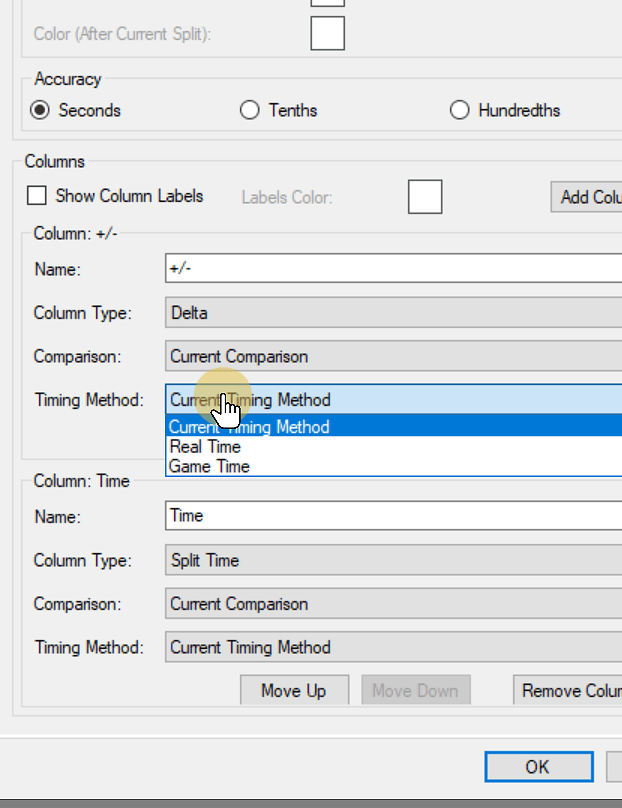 Color (After Current Split):
Accuracy
Seconds Tenths Hundredths
Columns
Show Column Labels Labels Color: Add Colu
Column: +/-
Name: +/-
Column Type: Delta
Comparison: Current Comparison
Timing Method: Current Timing Method
Current Timing Method
Real Time
Game Time
Column: Time
Name: Time
Column Type: Split Time
Comparison: Current Comparison
Timing Method: Current Timing Method
Move Up Move Down Remove Colur
OK